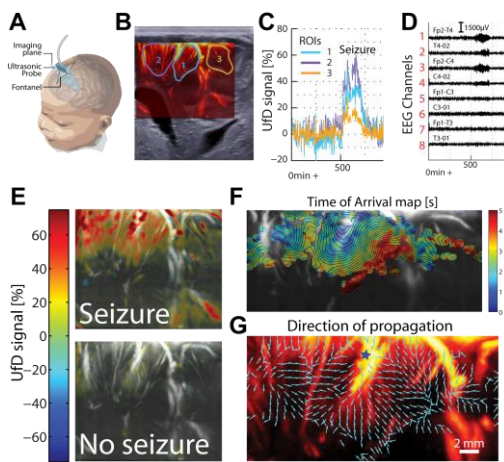 A
Imaging plane
Ultrasonic Probe
Fontanel
B
2
1
3
C
UfD signal [%]
80
60
40
20
0
-20
ROIs
1
2
3
Seizure
500
0min +
D
EEG Channels
1500µV
1 Fp2-T4
2 T4-02
3 Fp2-C4
4 C4-02
5 Fp1-C3
6 C3-01
7 Fp1-T3
8 T3-01
500
0min +
E
UfD signal [%]
60
40
20
0
−20
−40
−60
Seizure
No seizure
F
Time of Arrival map [s]
5
4
3
2
1
0
G
Direction of propagation
2 mm